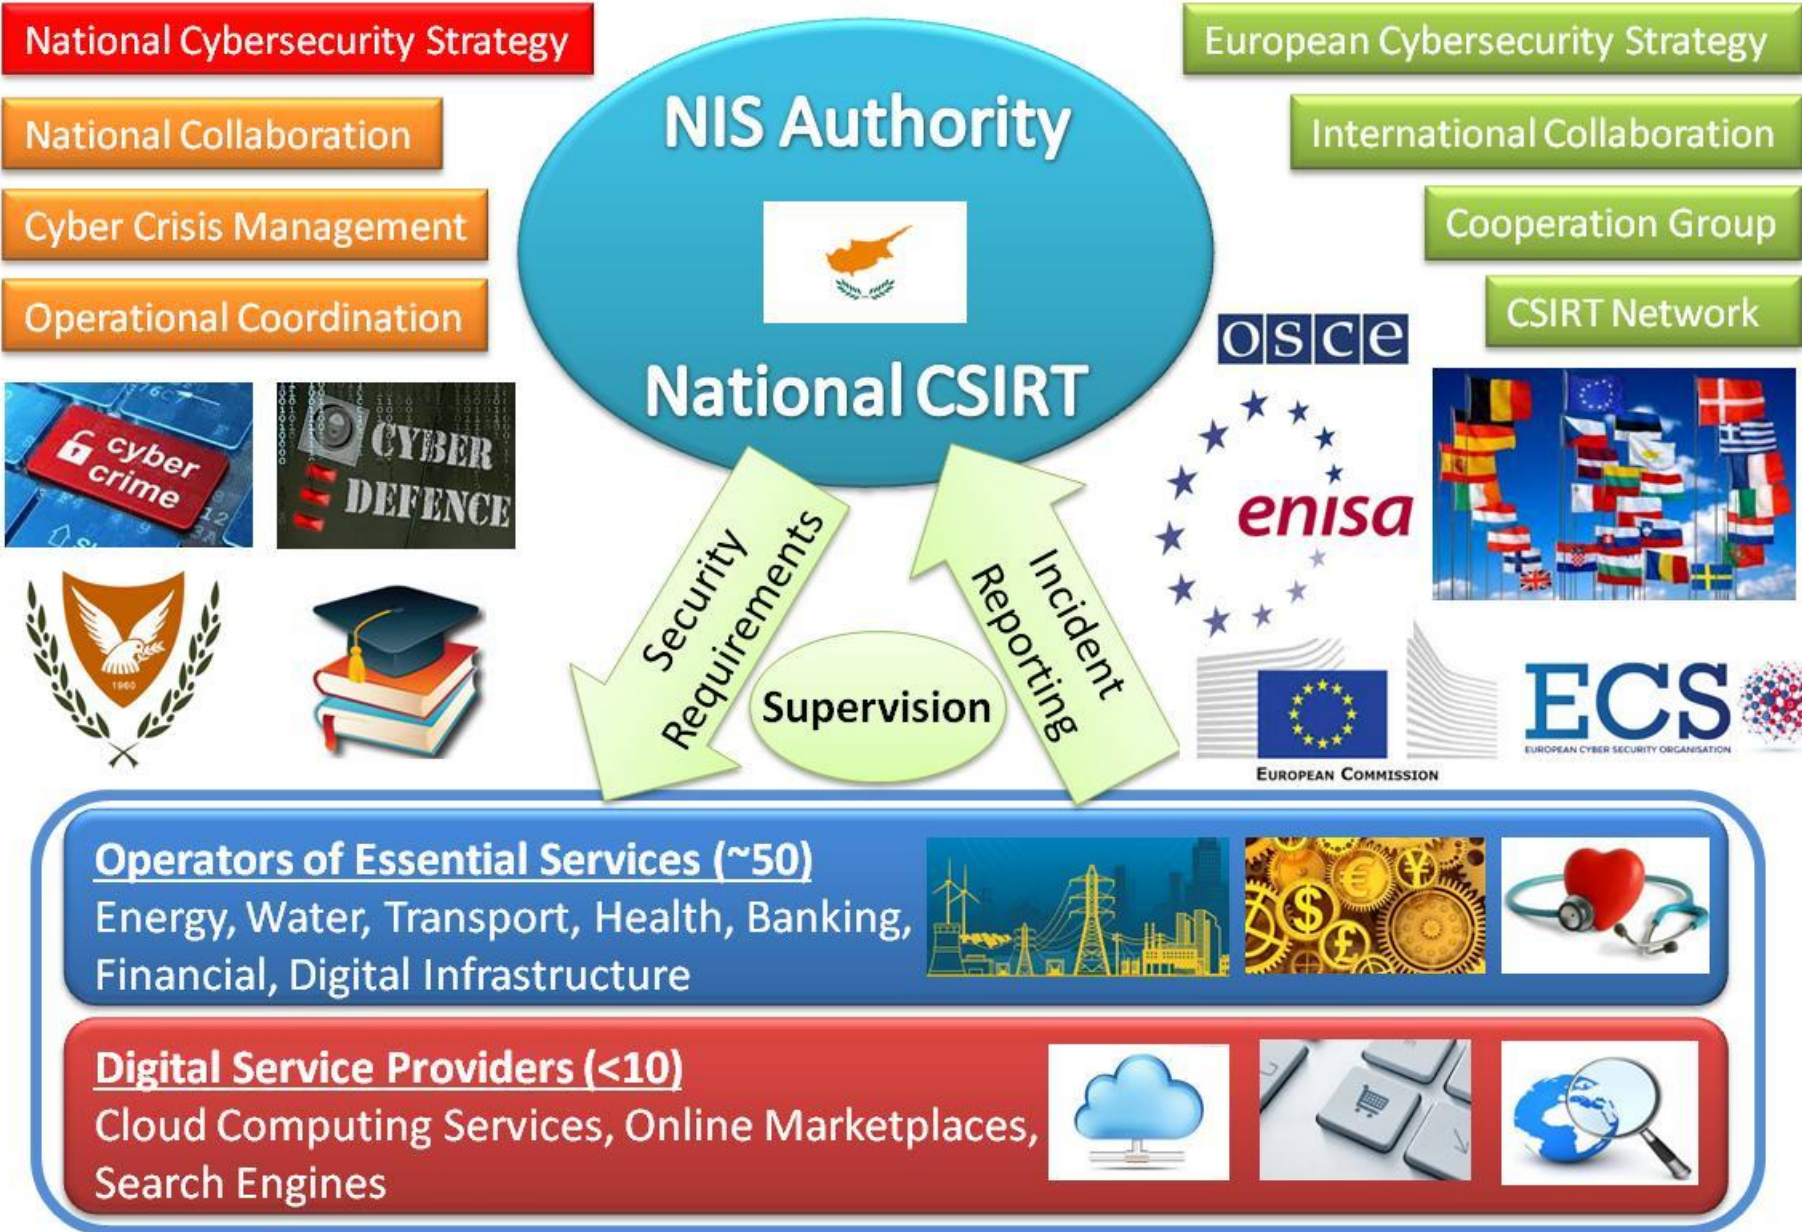 National Cybersecurity Strategy
National Collaboration
Cyber Crisis Management
Operational Coordination
NIS Authority
National CSIRT
European Cybersecurity Strategy
International Collaboration
Cooperation Group
CSIRT Network
cyber
crime
CYBER
DEFENCE
1960
osce
enisa
EUROPEAN COMMISSION
ECS
EUROPEAN CYBER SECURITY ORGANISATION
Security
Requirements
Supervision
Incident
Reporting
Operators of Essential Services (~50)
Energy, Water, Transport, Health, Banking,
Financial, Digital Infrastructure
Digital Service Providers (<10)
Cloud Computing Services, Online Marketplaces,
Search Engines